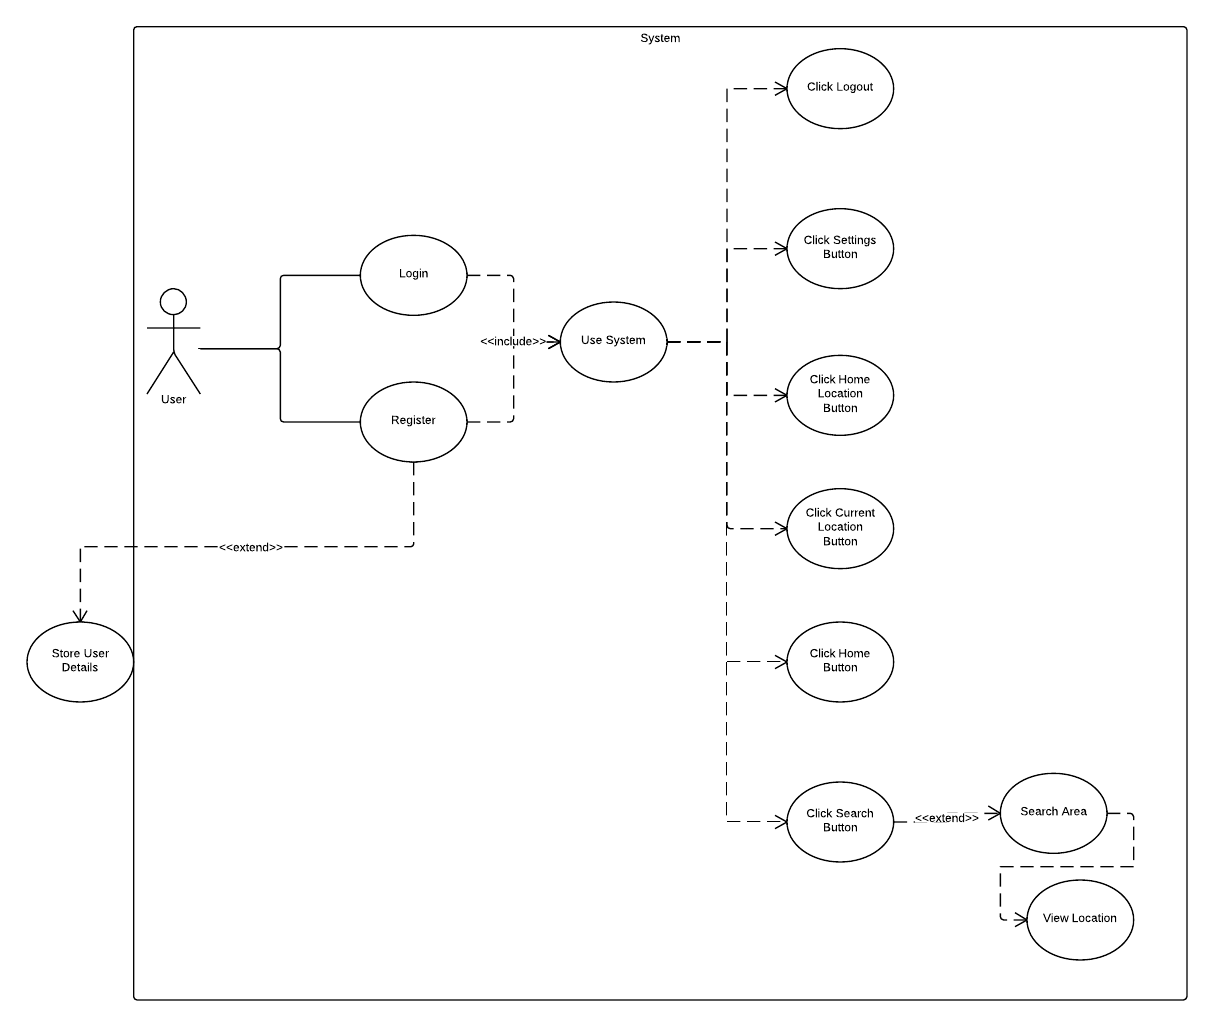 System
Click Logout
Click Settings
Button
Login
<<include>>
Use System
Click Home
Location
Button
User
Register
Click Current
Location
Button
<<extend>>
Store User
Details
Click Home
Button
Click Search
Button
<<extend>>
Search Area
View Location